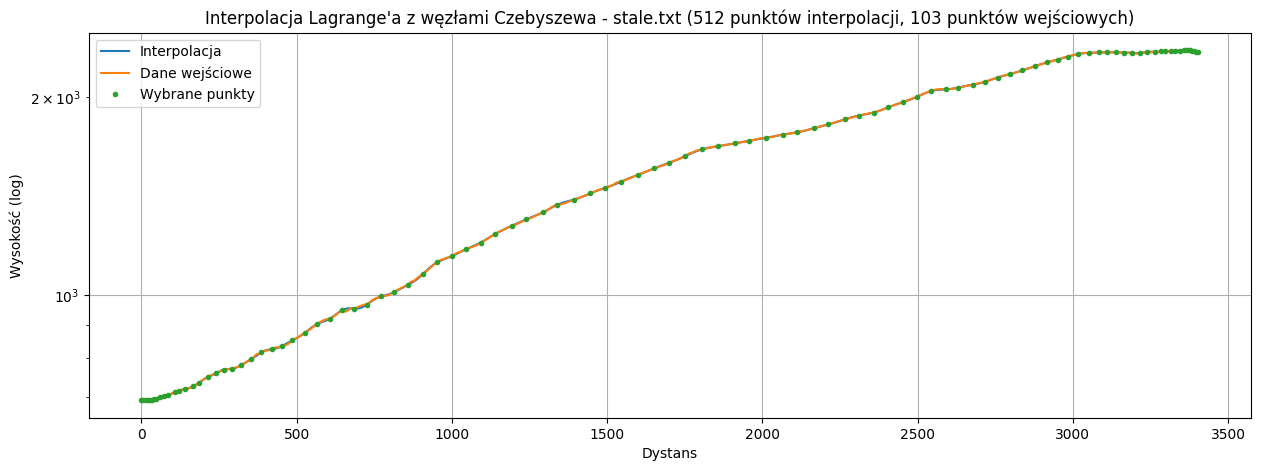 Interpolacja Lagrange'a z węzłami Czebyszewa - stale.txt (512 punktów interpolacji, 103 punktów wejściowych)
Interpolacja
Dane wejściowe
Wybrane punkty
2 × 10³
10³
Wysokość (log)
0 500 1000 1500 2000 2500 3000 3500
Dystans